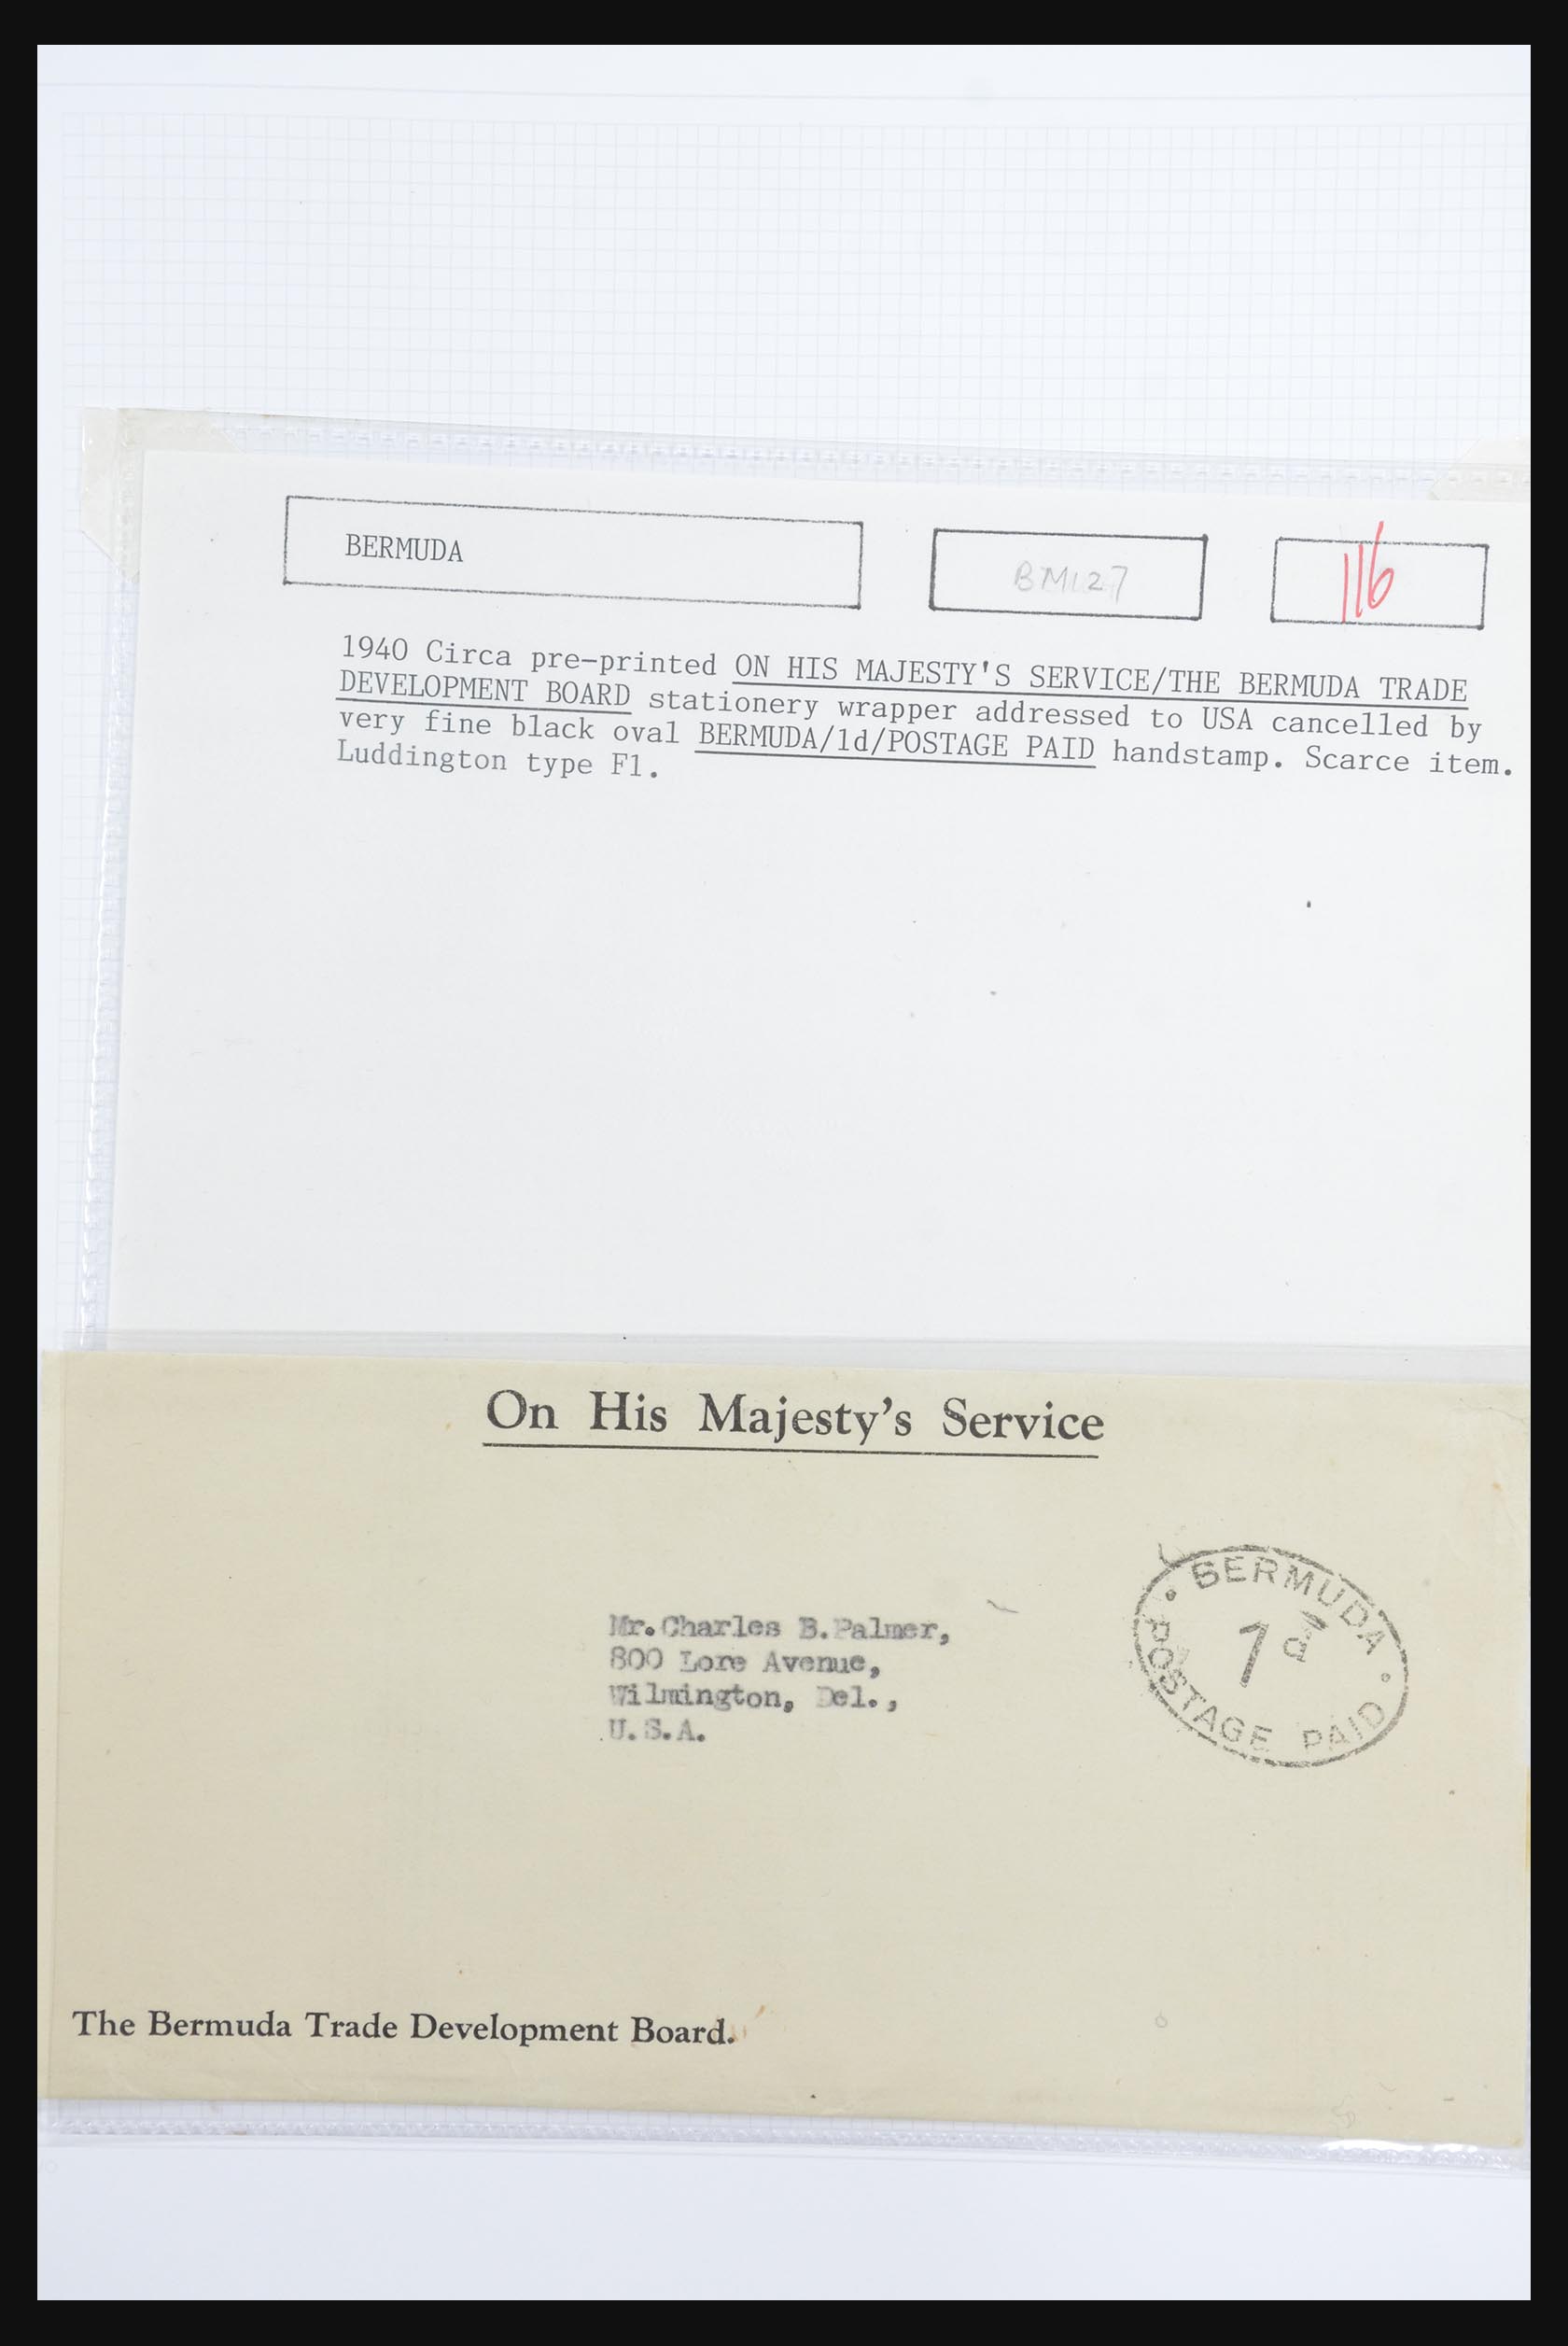 BERMUDA
BM127
116
1940 Circa pre-printed ON HIS MAJESTY'S SERVICE/THE BERMUDA TRADE
DEVELOPMENT BOARD stationery wrapper addressed to USA cancelled by
very fine black oval BERMUDA/1d/POSTAGE PAID handstamp. Scarce item.
Luddington type F1.
On His Majesty's Service
Mr.Charles B.Palmer,
800 Lore Avenue,
Wilmington, Del.,
U.S.A.
BERMUDA
1d
POSTAGE PAID
The Bermuda Trade Development Board.